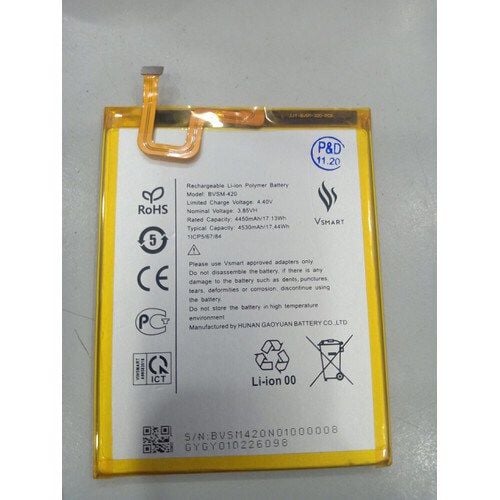 P&D
11.20
RoHS
Rechargeable Li-ion Polymer Battery
Model: BVSM-420
Limited Charge Voltage: 4.40V
Nominal Voltage: 3.85VH
Rated Capacity: 4450mAh/17.13Wh
Typical Capacity: 4530mAh/17.44Wh
1ICP5/67/84
VSMART
5
CE
Please use Vsmart approved adapters only.
Do not disassemble the battery, if there is any
damage to the battery such as dents,punctures,
tears, deformities or corrosion, discontinue using
the battery.
Do not store the battery in high temperature
environment
Manufactured by HUNAN GAOYUAN BATTERY CO.,LTD
ICT
Li-ion 00
S/N:BVSM420N01000008
GYGY010226098